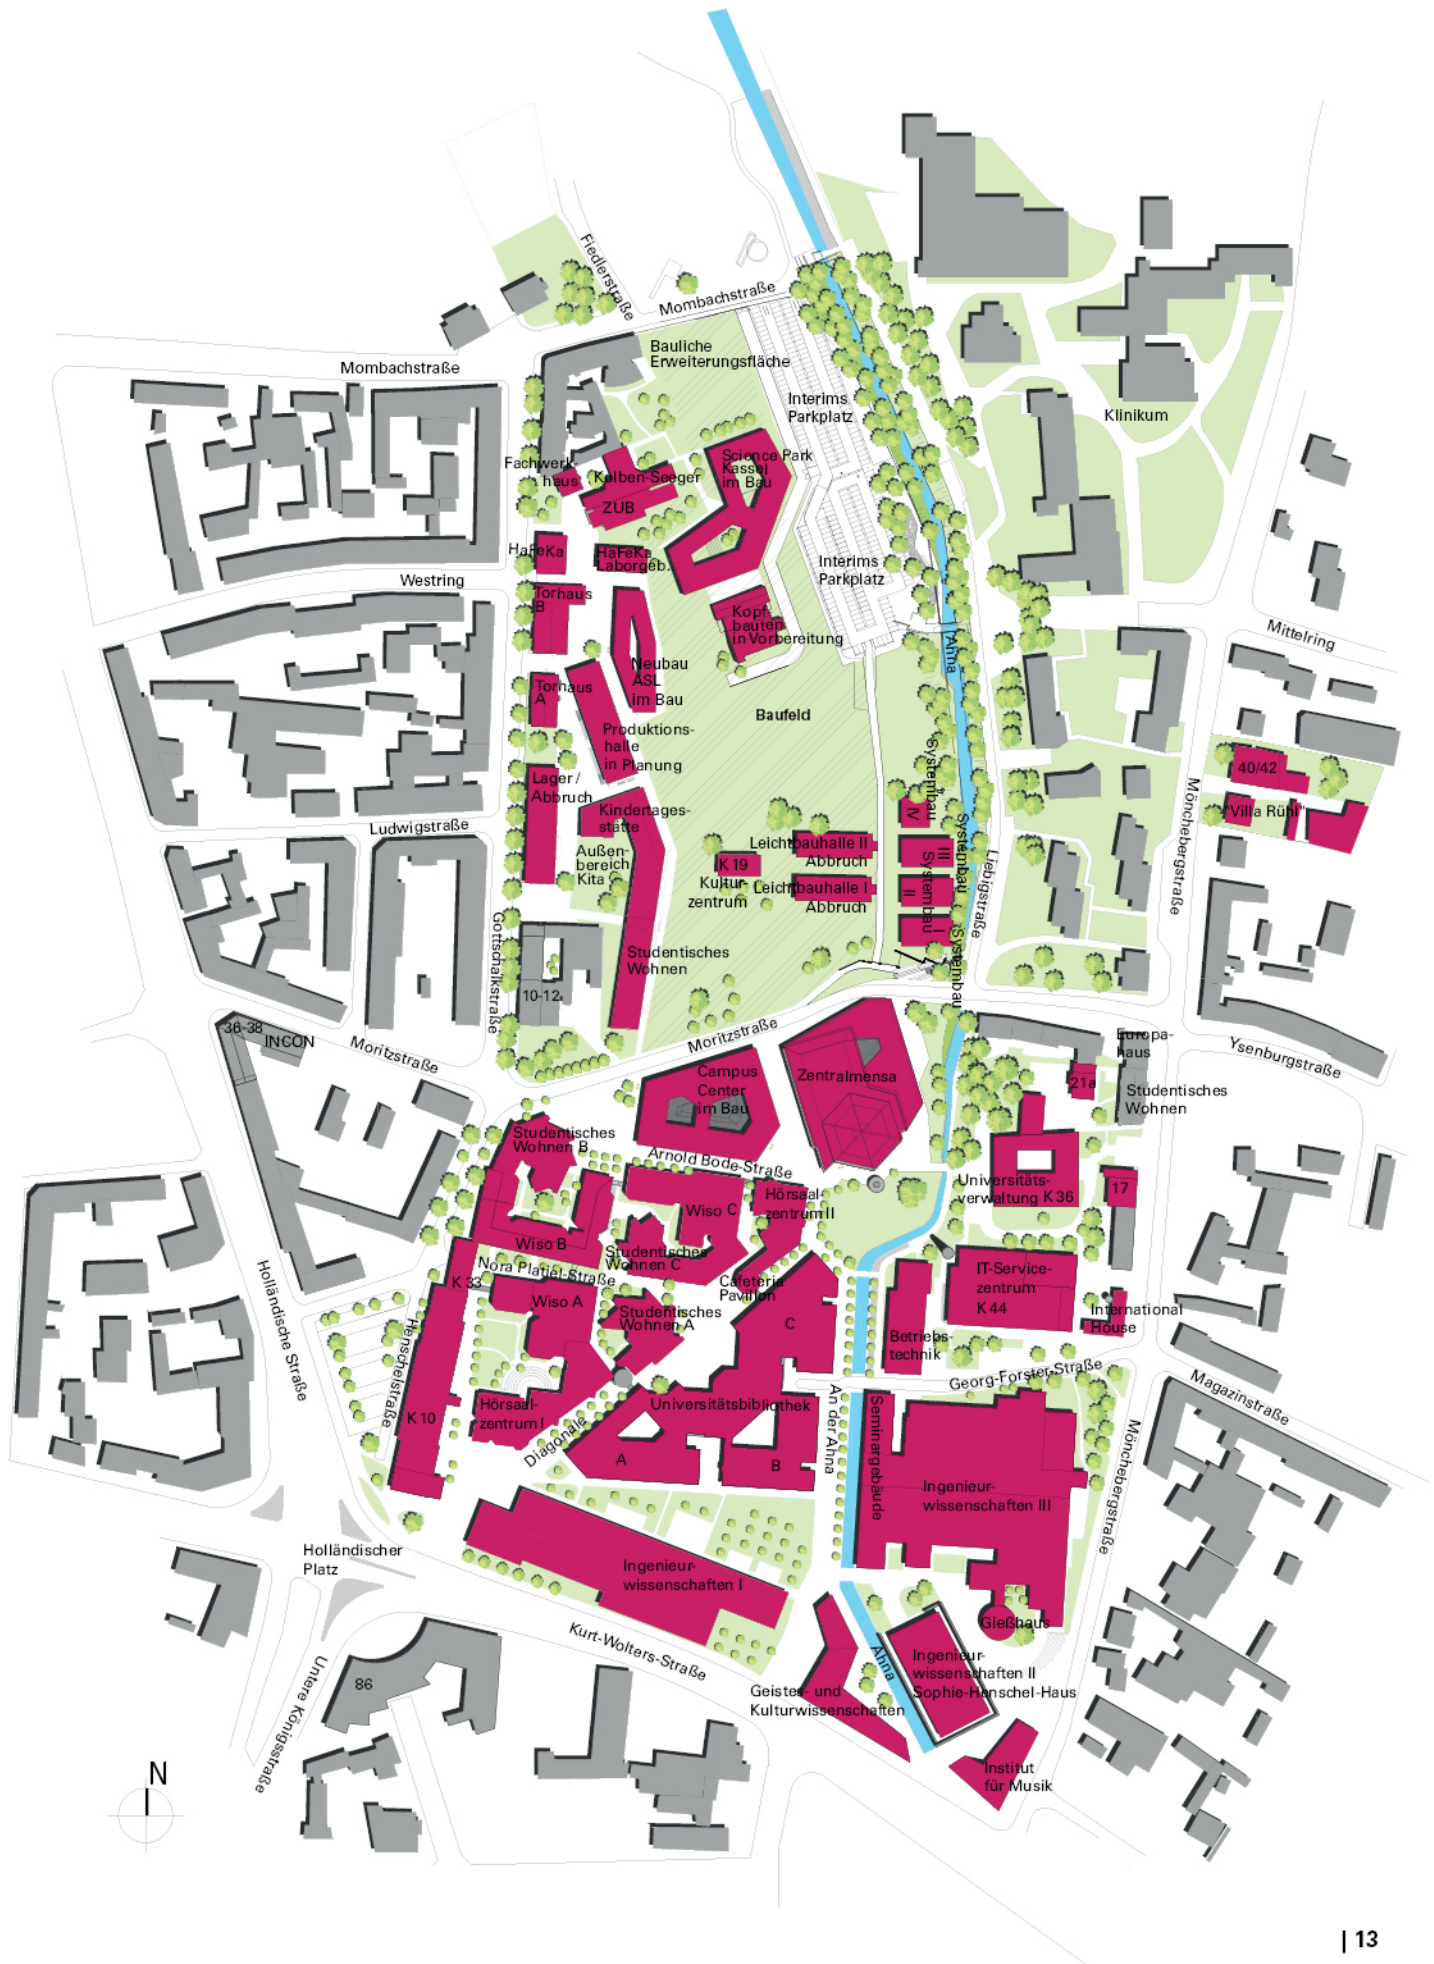 Fiedlerstraße
Mombachstraße
Bauliche
Erweiterungsfläche
Mombachstraße
Interims
Parkplatz
Klinikum
Fachwerk-
haus
Kolben-Seeger
Science Park
Kassel
im Bau
ZUB
HaFeKa
HaFeKa
Laborgeb.
Interims
Parkplatz
Westring
Torhaus
B
Kopf-
bauten
in Vorbereitung
Mittelring
Ahna
Neubau
ASL
im Bau
Torhaus
A
Baufeld
Produktions-
halle
in Planung
Systembau
IV
40/42
Lager /
Abbruch
Mönchebergstraße
"Villa Rühl"
Kindertages-
stätte
Ludwigstraße
Außen-
bereich
Kita
Leichtbauhalle II
Abbruch
Systembau
III
K 19
Kultur-
zentrum
Leichtbauhalle I
Abbruch
Systembau
II
Liebigstraße
Systembau
I
Gottschalkstraße
Studentisches
Wohnen
10-12
36-38
INCON
Moritzstraße
Moritzstraße
Europa-
haus
Ysenburgstraße
Campus
Center
im Bau
Zentralmensa
21a
Studentisches
Wohnen
Studentisches
Wohnen B
Arnold Bode-Straße
Universitäts-
verwaltung K 36
17
Hörsaal-
zentrum II
Wiso C
Wiso B
Studentisches
Wohnen C
Nora Platiel-Straße
K 33
Cafeteria
Pavillon
IT-Service-
zentrum
K 44
Wiso A
Studentisches
Wohnen A
C
International
House
Betriebs-
technik
Holländische Straße
Henschelstraße
Georg-Forster-Straße
Magazinstraße
K 10
Hörsaal-
zentrum I
Universitätsbibliothek
Diagonale
An der Ahna
Seminargebäude
A
B
Mönchebergstraße
Ingenieur-
wissenschaften III
Holländischer
Platz
Ingenieur-
wissenschaften I
Gießhaus
Kurt-Wolters-Straße
Ahna
Ingenieur-
wissenschaften II
Sophie-Henschel-Haus
Untere Königsstraße
86
Geistes- und
Kulturwissenschaften
Institut
für Musik
N
| 13